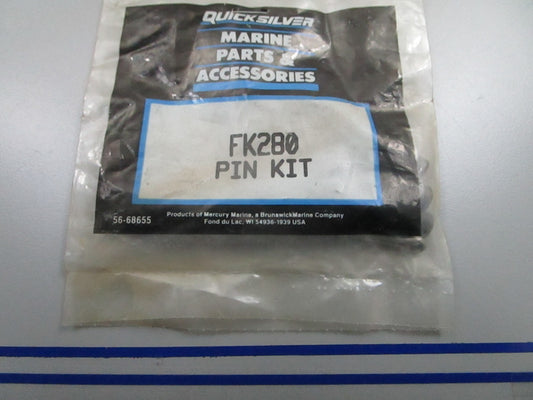 QUICKSILVER
MARINE
PARTS &
ACCESSORIES
FK280
PIN KIT
56-68655
Products of Mercury Marine, a BrunswickMarine Company
Fond du Lac, WI 54936-1939 USA